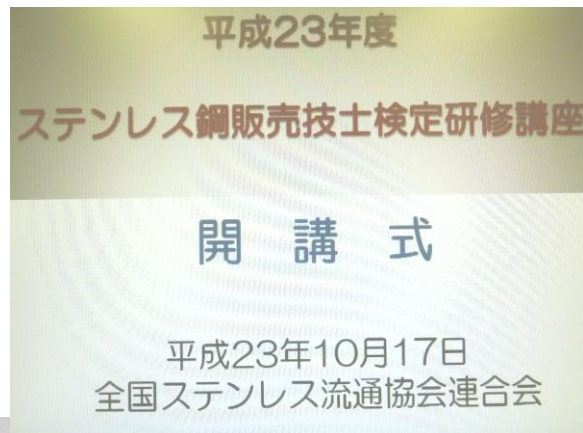 平成23年度
ステンレス鋼販売技士検定研修講座
開 講 式
平成23年10月17日
全国ステンレス流通協会連合会